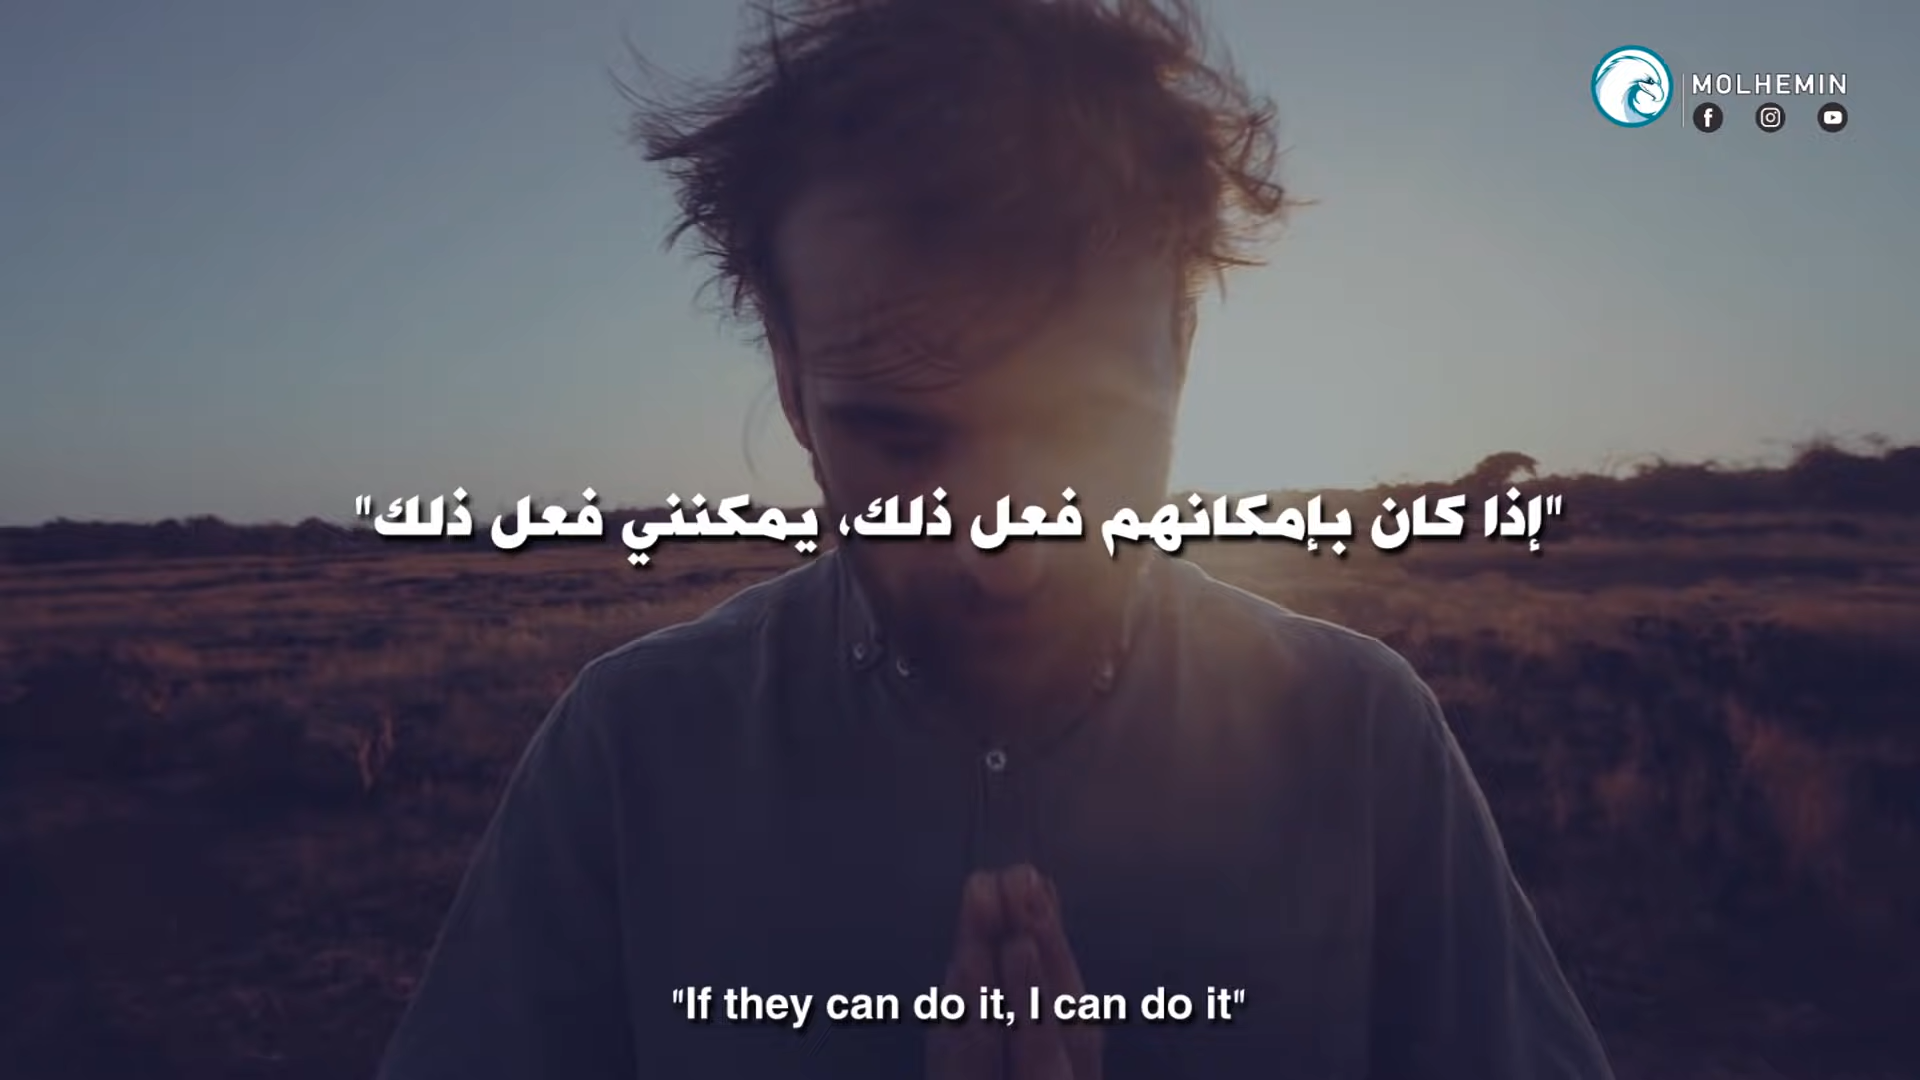 MOLHEMIN
"إذا كان بإمكانهم فعل ذلك، يمكنني فعل ذلك"
"If they can do it, I can do it"